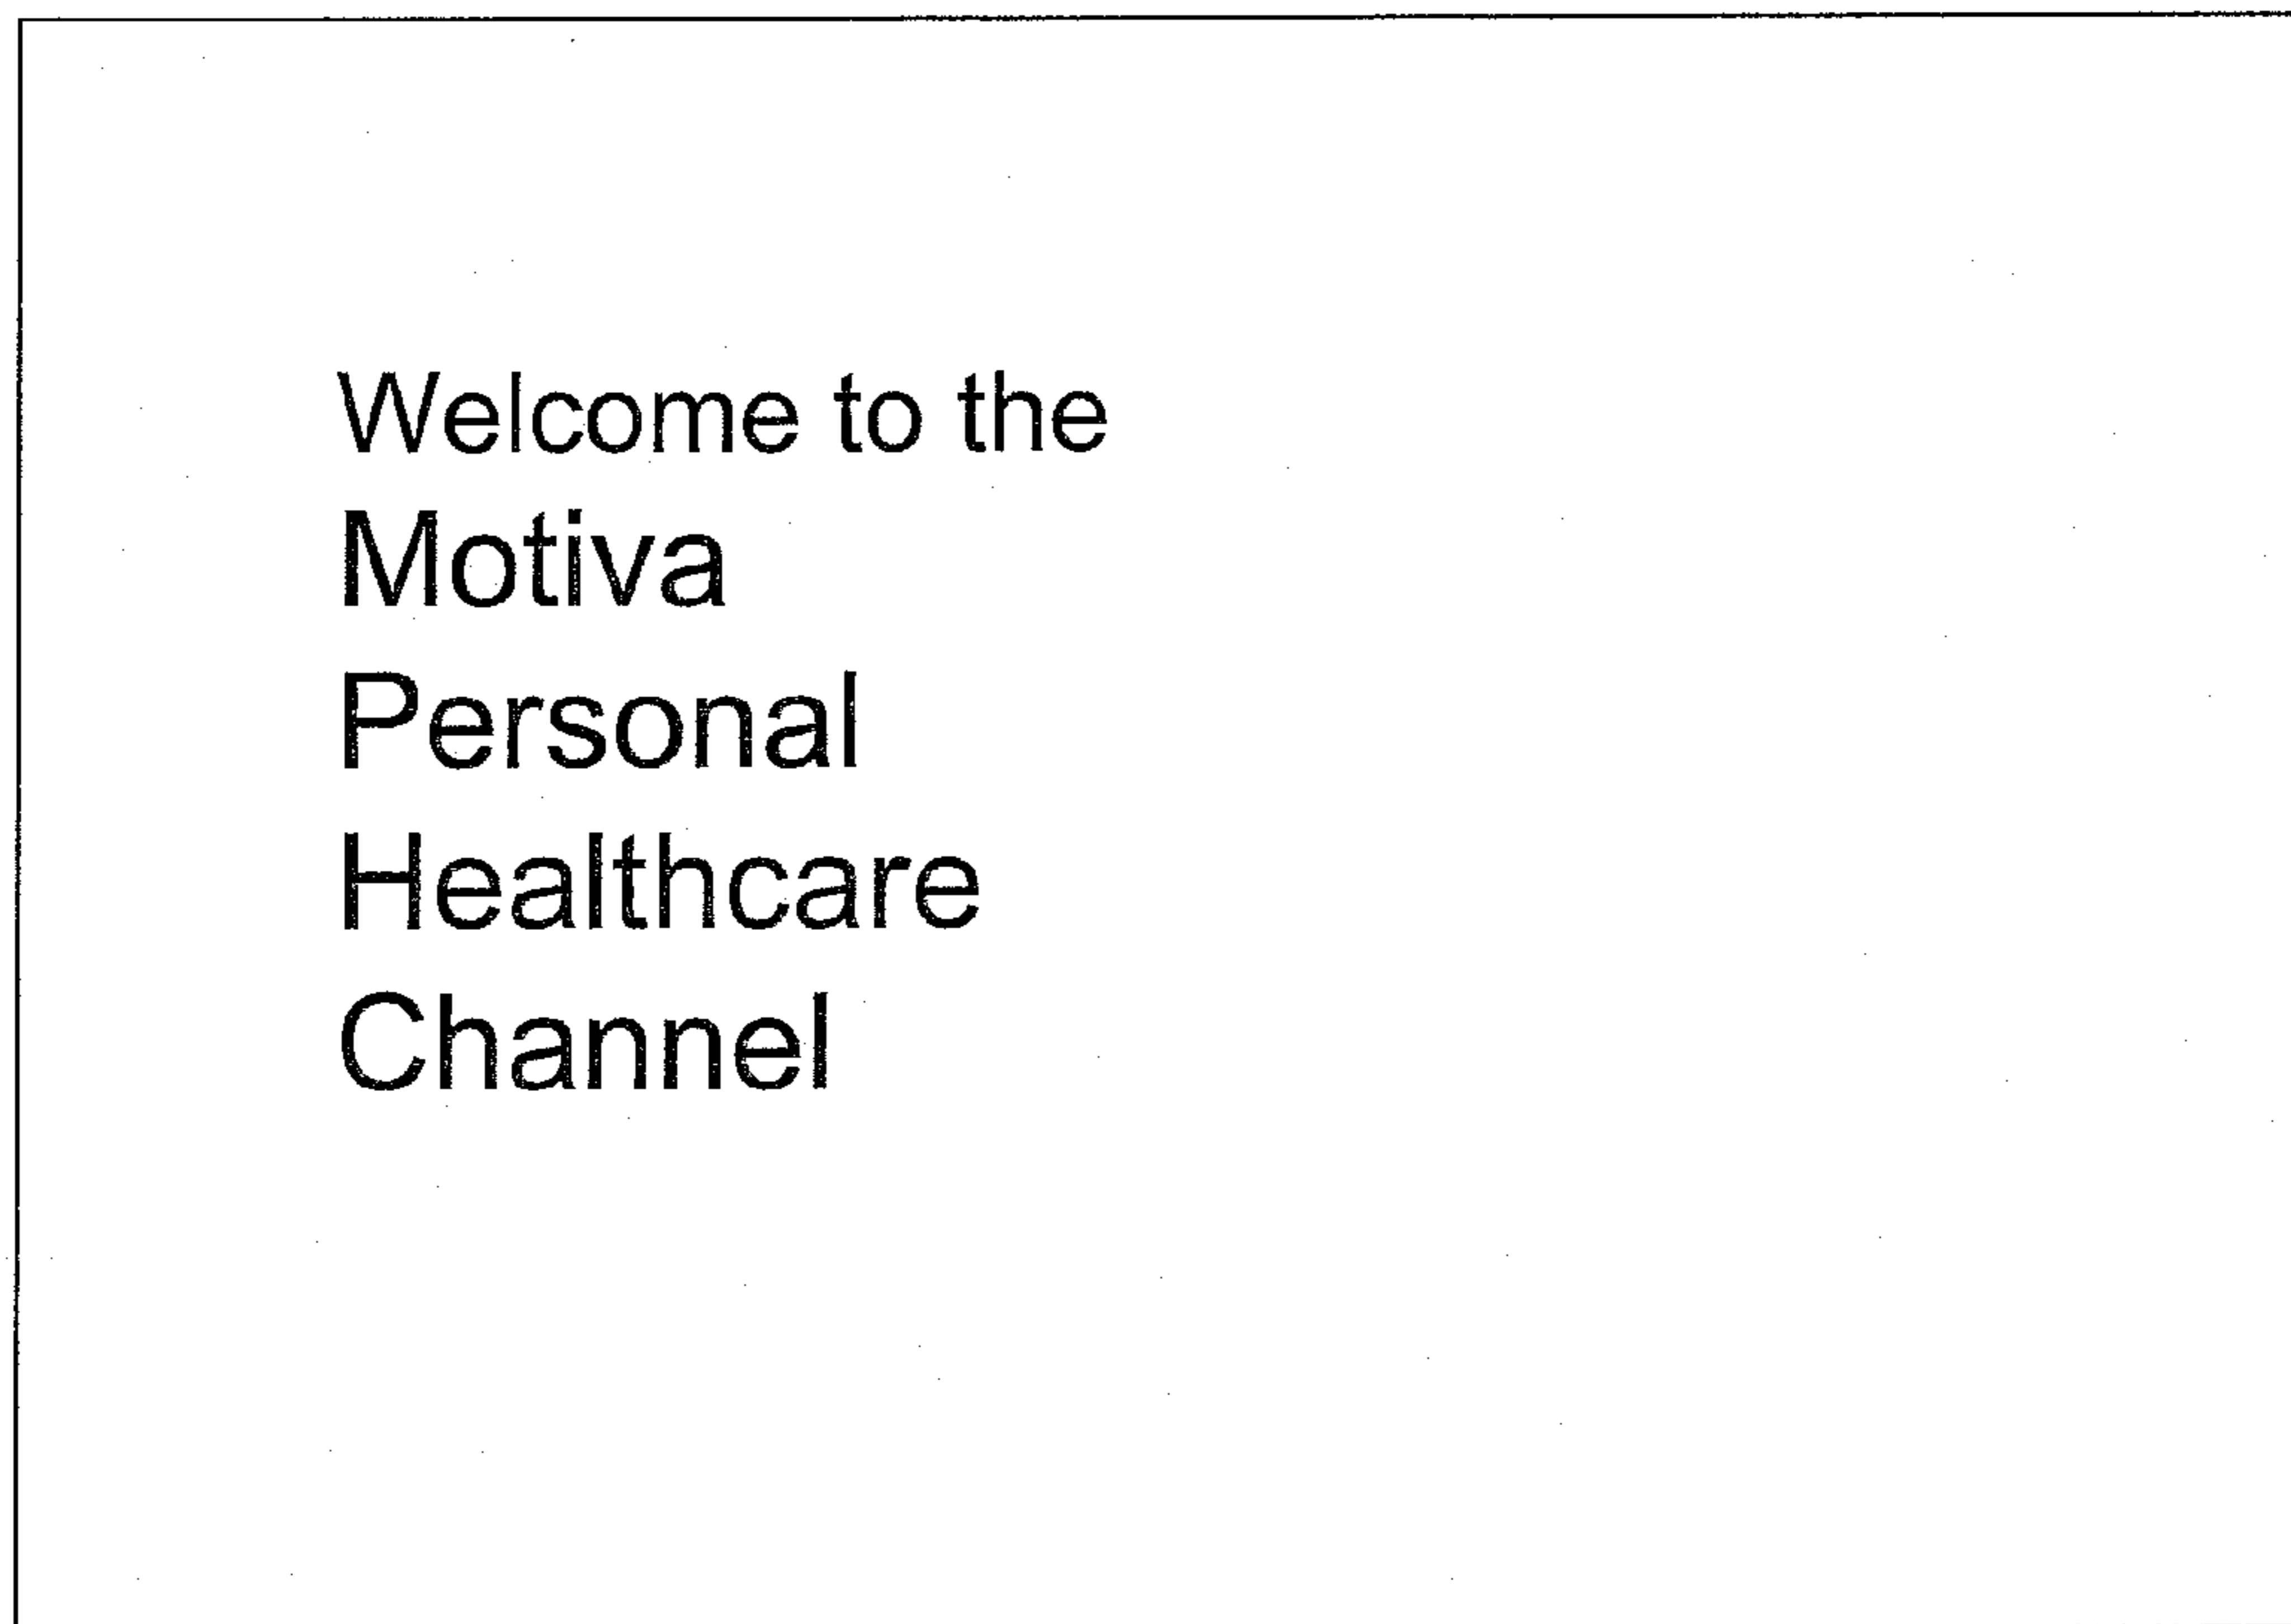 Welcome to the
Motiva
Personal
Healthcare
Channel